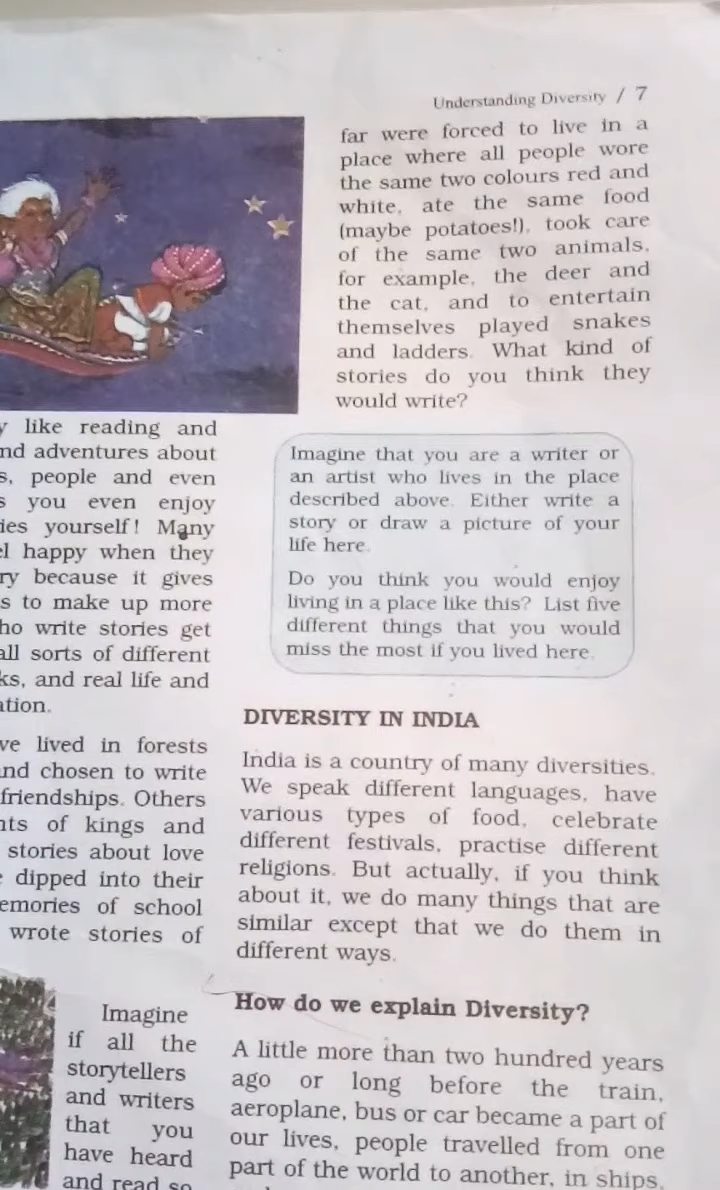 Understanding Diversity / 7
like reading and
adventures about
people and even
you even enjoy
yourself! Many
happy when they
because it gives
to make up more
write stories get
all sorts of different
and real life and
lived in forests
and chosen to write
friendships. Others
of kings and
stories about love
dipped into their
of school
wrote stories of
Imagine
if all the
storytellers
and writers
that you
have heard
and read so
far were forced to live in a
place where all people wore
the same two colours red and
white, ate the same food
(maybe potatoes!), took care
of the same two animals,
for example, the deer and
the cat, and to entertain
themselves played snakes
and ladders. What kind of
stories do you think they
would write?
Imagine that you are a writer or
an artist who lives in the place
described above. Either write a
story or draw a picture of your
life here.
Do you think you would enjoy
living in a place like this? List five
different things that you would
miss the most if you lived here.
DIVERSITY IN INDIA
India is a country of many diversities.
We speak different languages, have
various types of food, celebrate
different festivals, practise different
religions. But actually, if you think
about it, we do many things that are
similar except that we do them in
different ways.
How do we explain Diversity?
A little more than two hundred years
ago or long before the train,
aeroplane, bus or car became a part of
our lives, people travelled from one
part of the world to another, in ships,